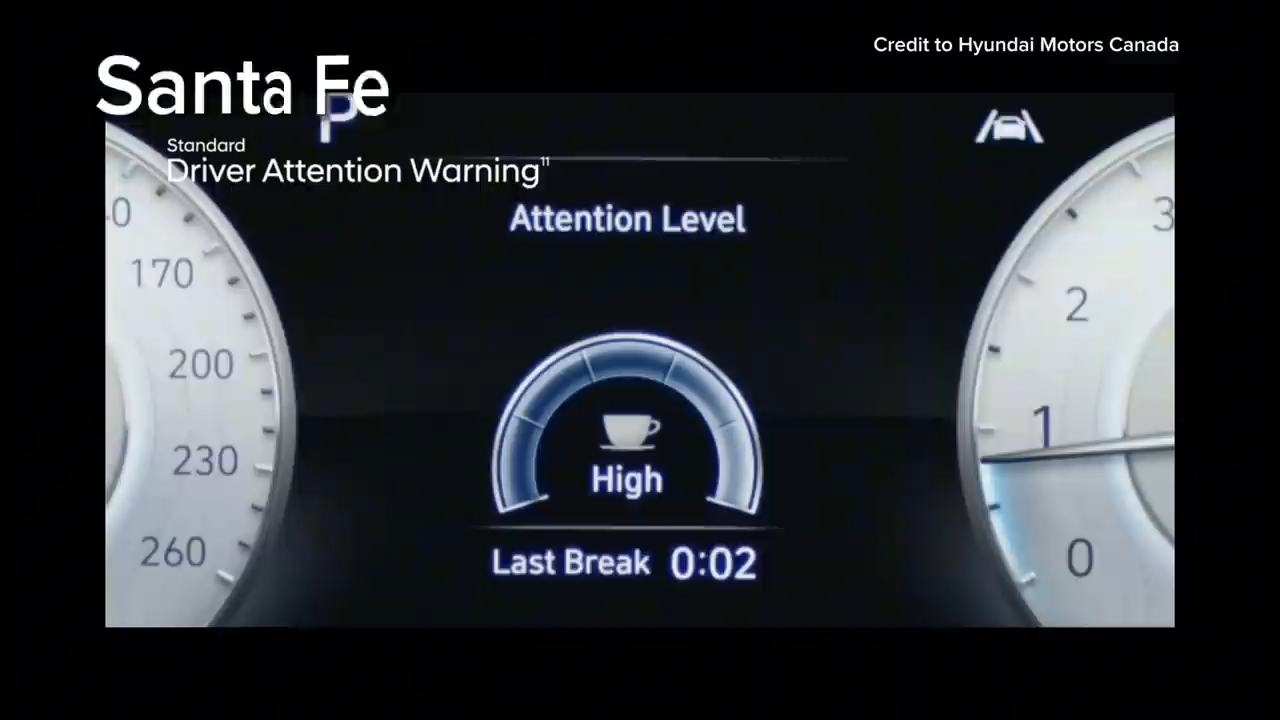 Credit to Hyundai Motors Canada
Santa Fe
P
Standard
Driver Attention Warning¹¹
Attention Level
170
200
230
260
High
Last Break 0:02
3
2
1
0